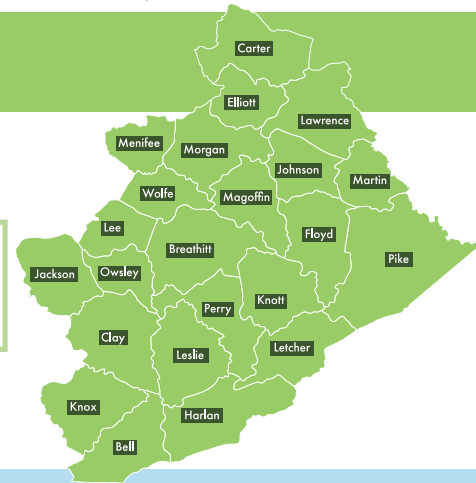 Carter
Elliott
Lawrence
Menifee
Morgan
Johnson
Martin
Wolfe
Magoffin
Lee
Floyd
Breathitt
Pike
Jackson
Owsley
Knott
Perry
Clay
Letcher
Leslie
Knox
Harlan
Bell